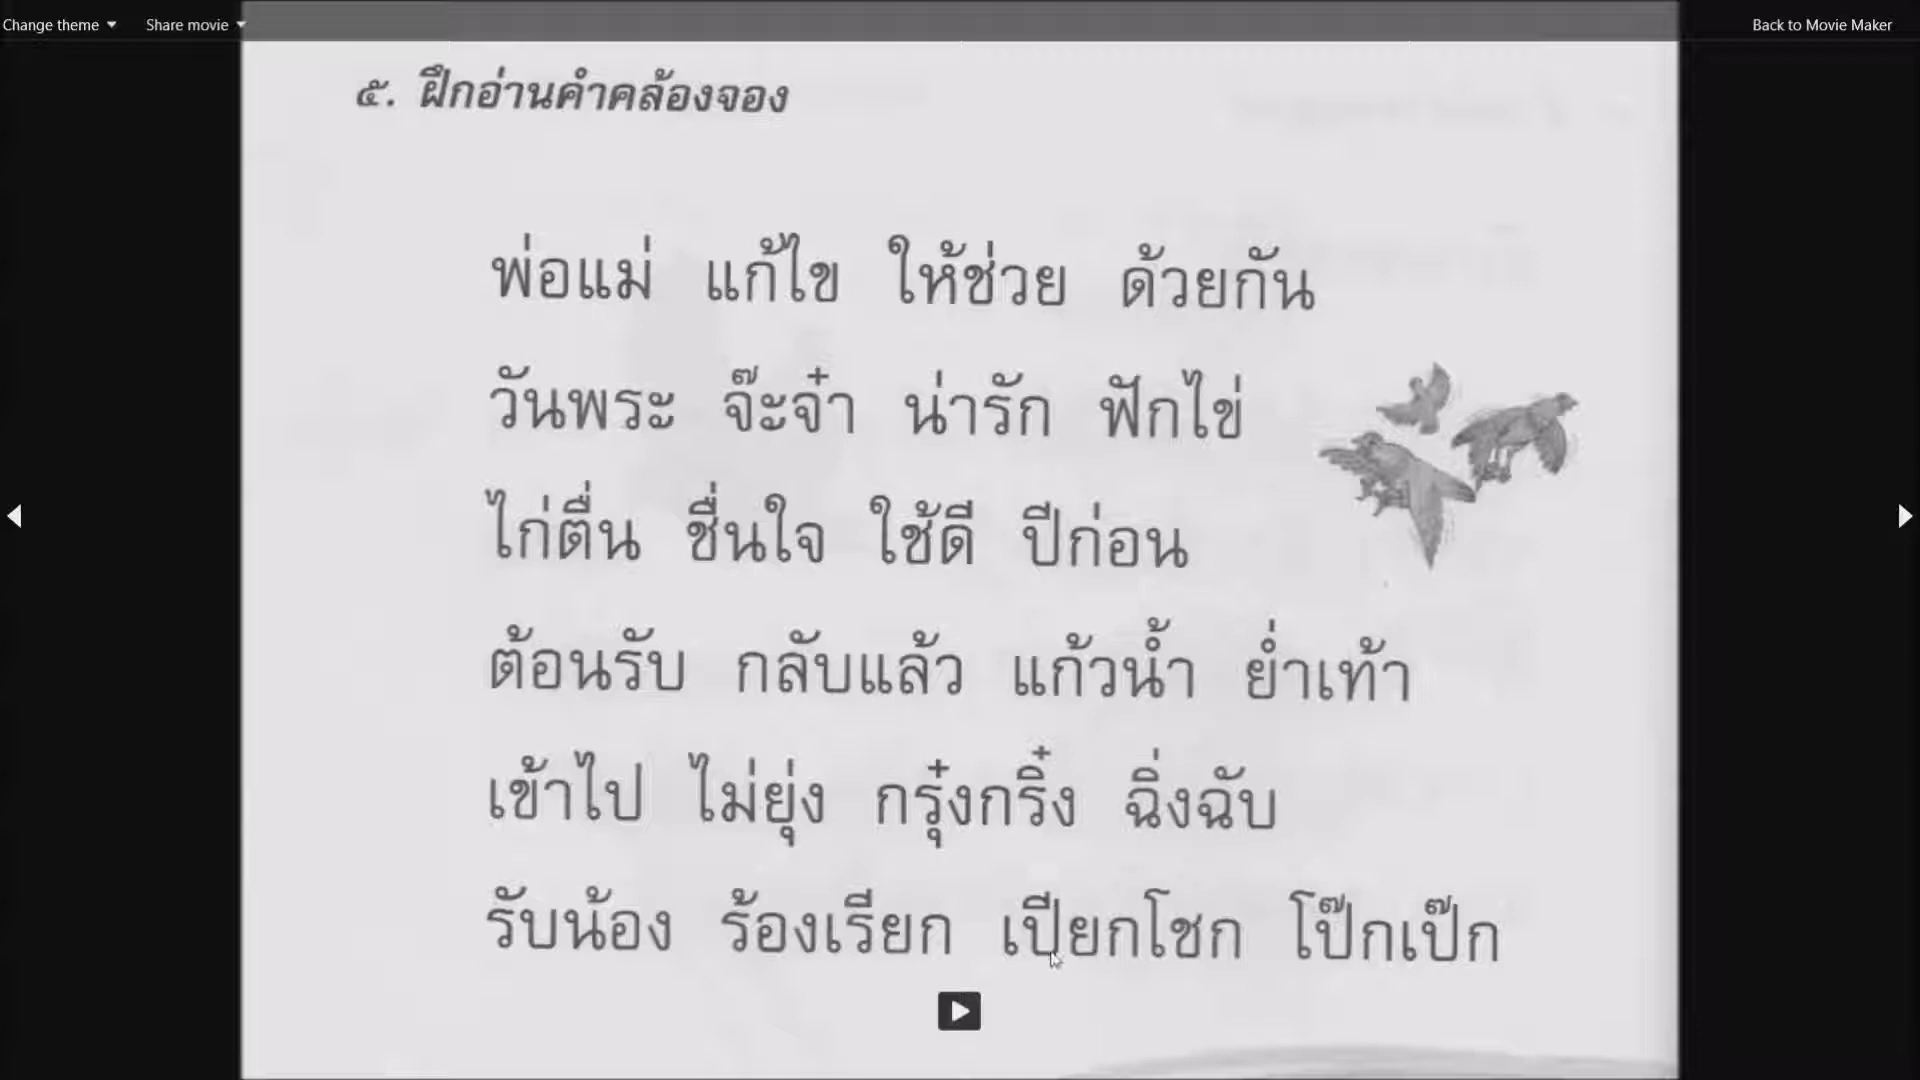 Change theme Share movie Back to Movie Maker
๕. ฝึกอ่านคำคล้องจอง
พ่อแม่ แก้ไข ให้ช่วย ด้วยกัน
วันพระ จ๊ะจ๋า น่ารัก ฟักไข่
ไก่ตื่น ชื่นใจ ใช้ดี ปีก่อน
ต้อนรับ กลับแล้ว แก้วน้ำ ย่ำเท้า
เข้าไป ไม่ยุ่ง กรุ๋งกริ๋ง ฉิ่งฉับ
รับน้อง ร้องเรียก เปียกโชก โป๊กเป๊ก